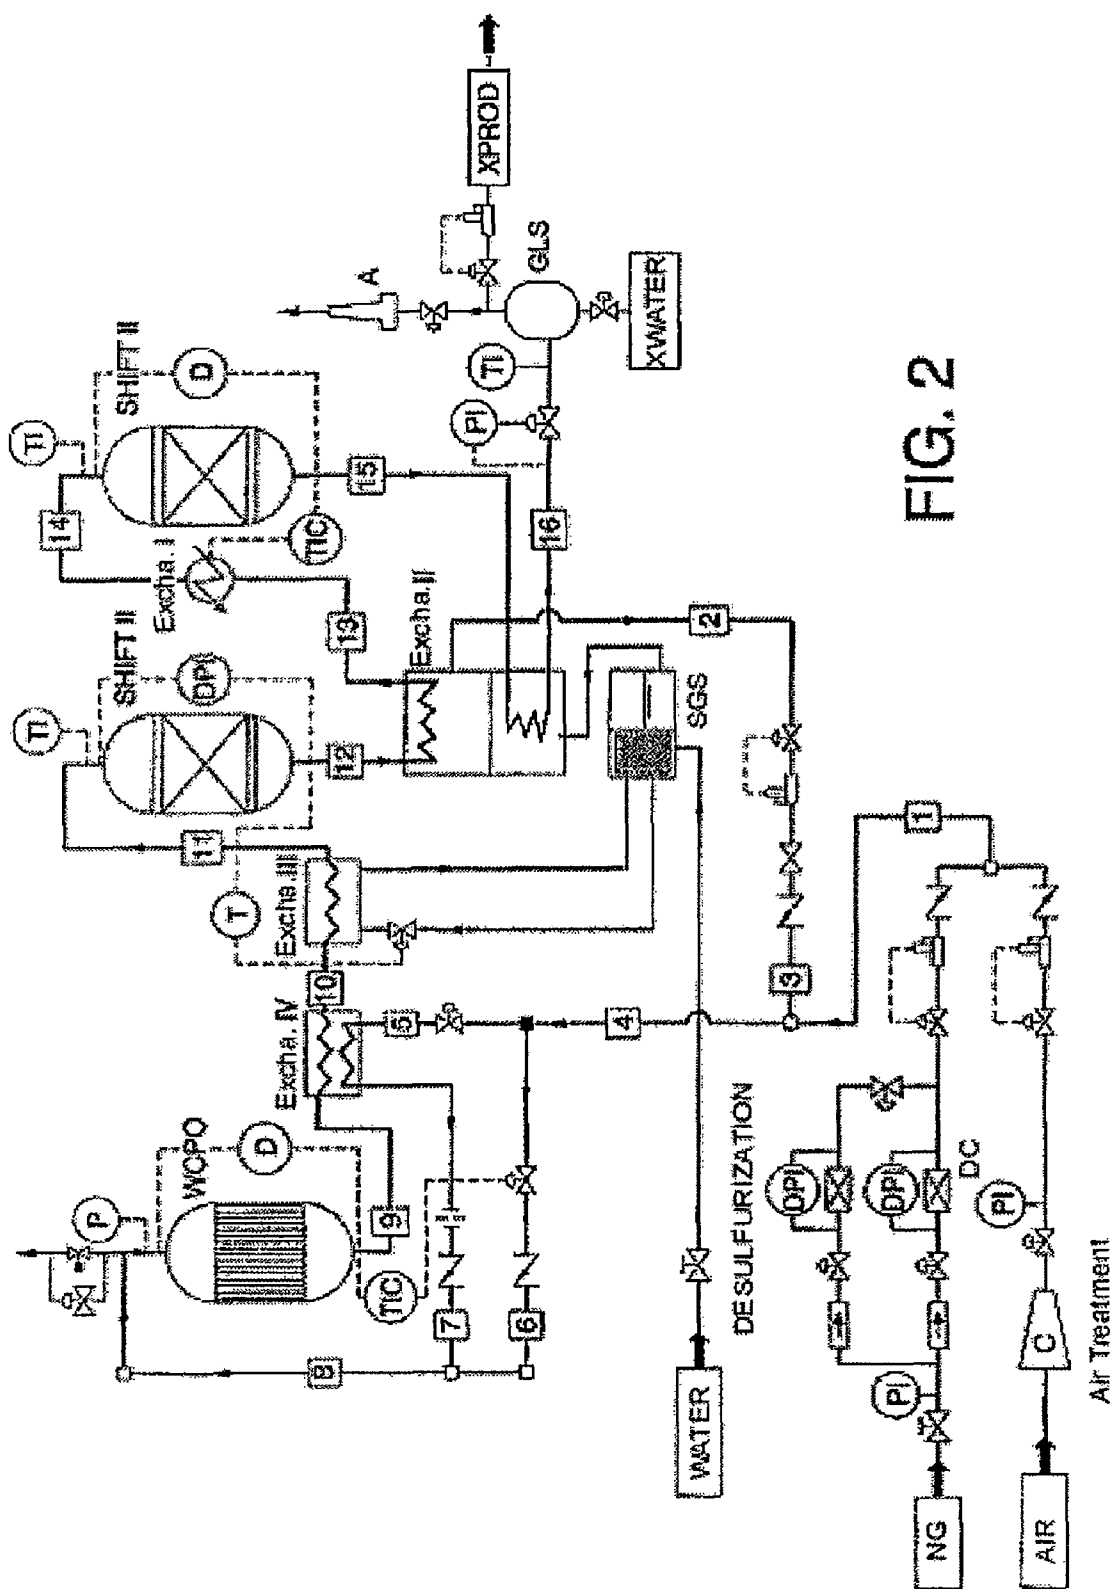 TI
TI
14
P
SHIFT II
SHIFT II
Excha. I
WCPO
D
DPI
11
T
D
Excha. IV
Excha. III
TIC
8
10
12
13
15
A
TIC
9
5
Excha.II
7
PI
TI
XPROD
6
16
GLS
4
XWATER
WATER
SGS
2
DESULFURIZATION
3
DPI
DPI
PI
1
FIG. 2
NG
DC
PI
AIR
C
Air Treatment